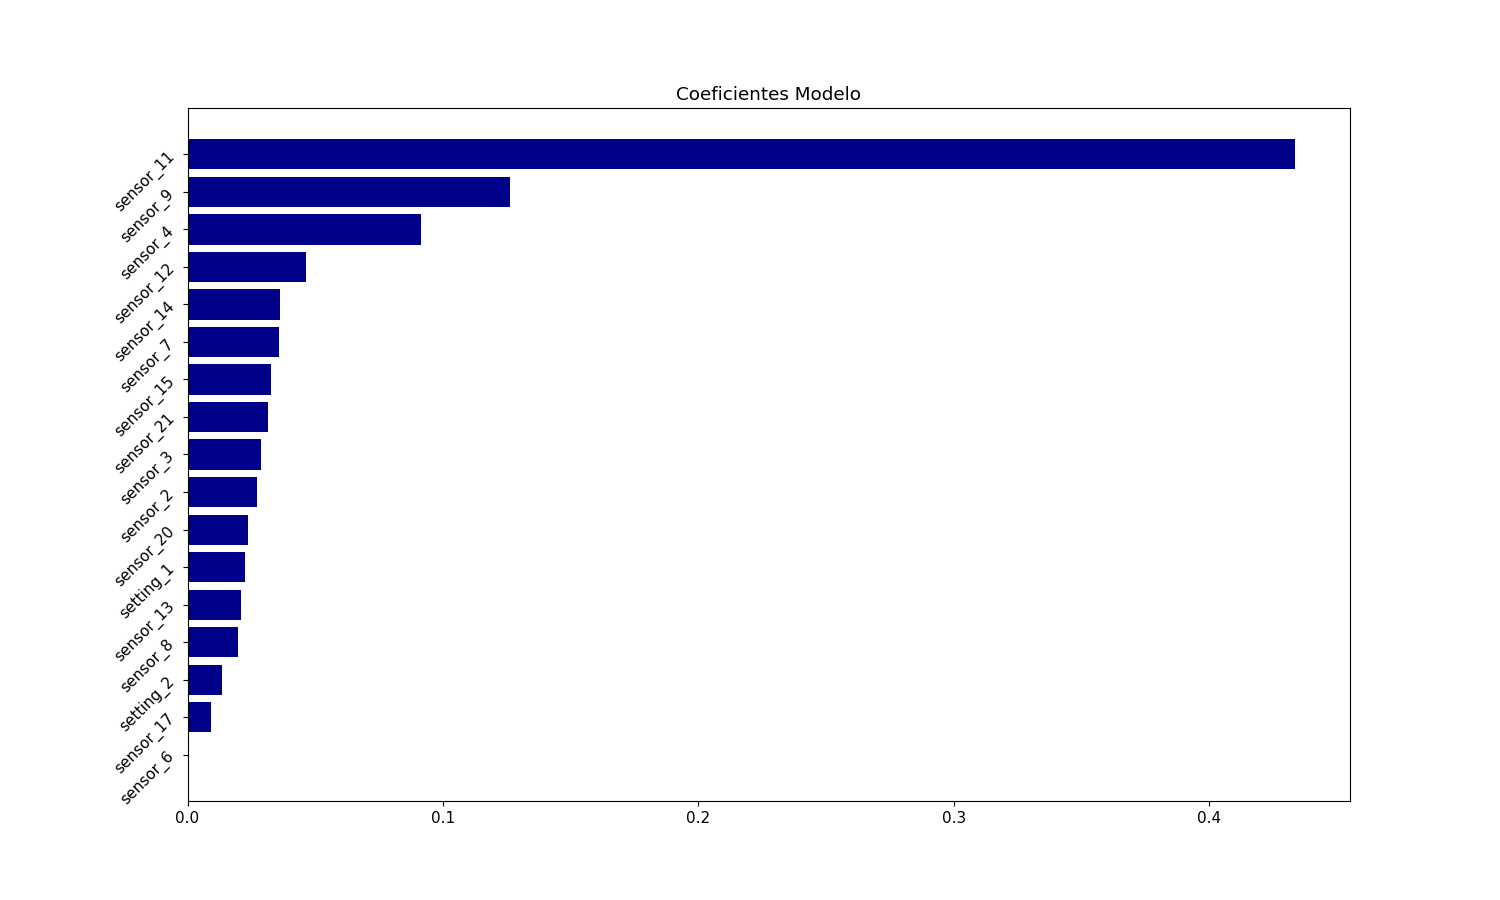 Coeficientes Modelo
sensor_11
sensor_9
sensor_4
sensor_12
sensor_14
sensor_7
sensor_15
sensor_21
sensor_3
sensor_2
sensor_20
setting_1
sensor_13
sensor_8
setting_2
sensor_17
sensor_6
0.0 0.1 0.2 0.3 0.4